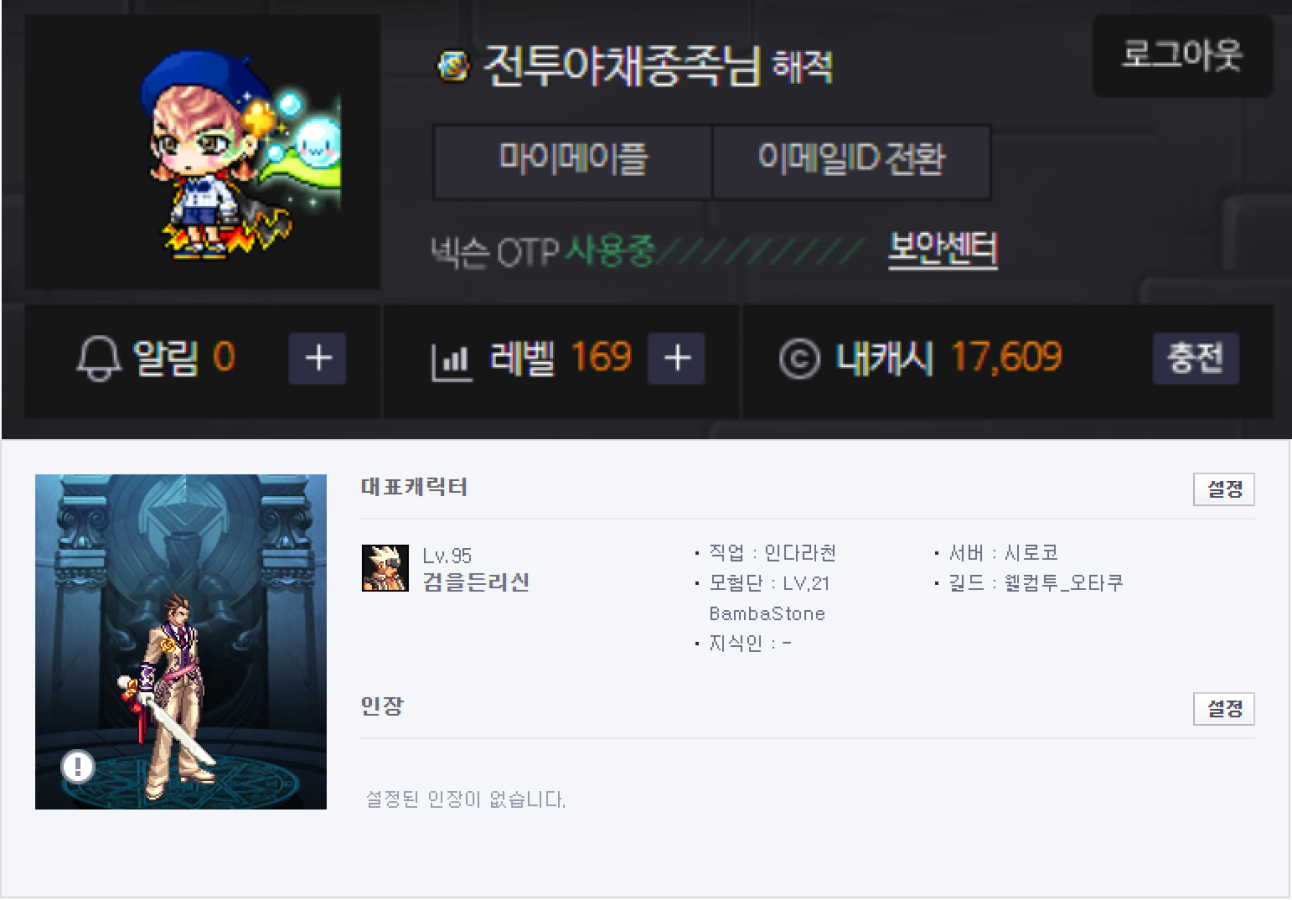 전투야채종족님 해적
로그아웃
마이메이플
이메일ID 전환
넥슨 OTP 사용중////////// 보안센터
알림 0 +
레벨 169 +
내캐시 17,609
충전
대표캐릭터
설정
Lv.95
검을든리신
· 직업 : 인다라천
· 모험단 : LV.21
BambaStone
· 지식인 : -
· 서버 : 시로코
· 길드 : 웰컴투_오타쿠
인장
설정
설정된 인장이 없습니다.